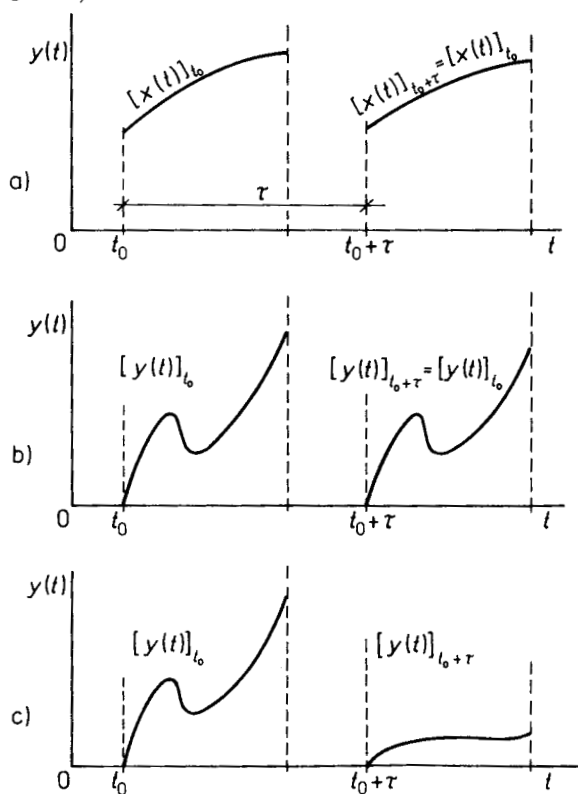 y(t)
[x(t)]t₀
[x(t)]t₀+τ = [x(t)]t₀
a)
τ
0
t₀
t₀+τ
t
y(t)
[y(t)]t₀
[y(t)]t₀+τ = [y(t)]t₀
b)
0
t₀
t₀+τ
t
y(t)
[y(t)]t₀
[y(t)]t₀+τ
c)
0
t₀
t₀+τ
t